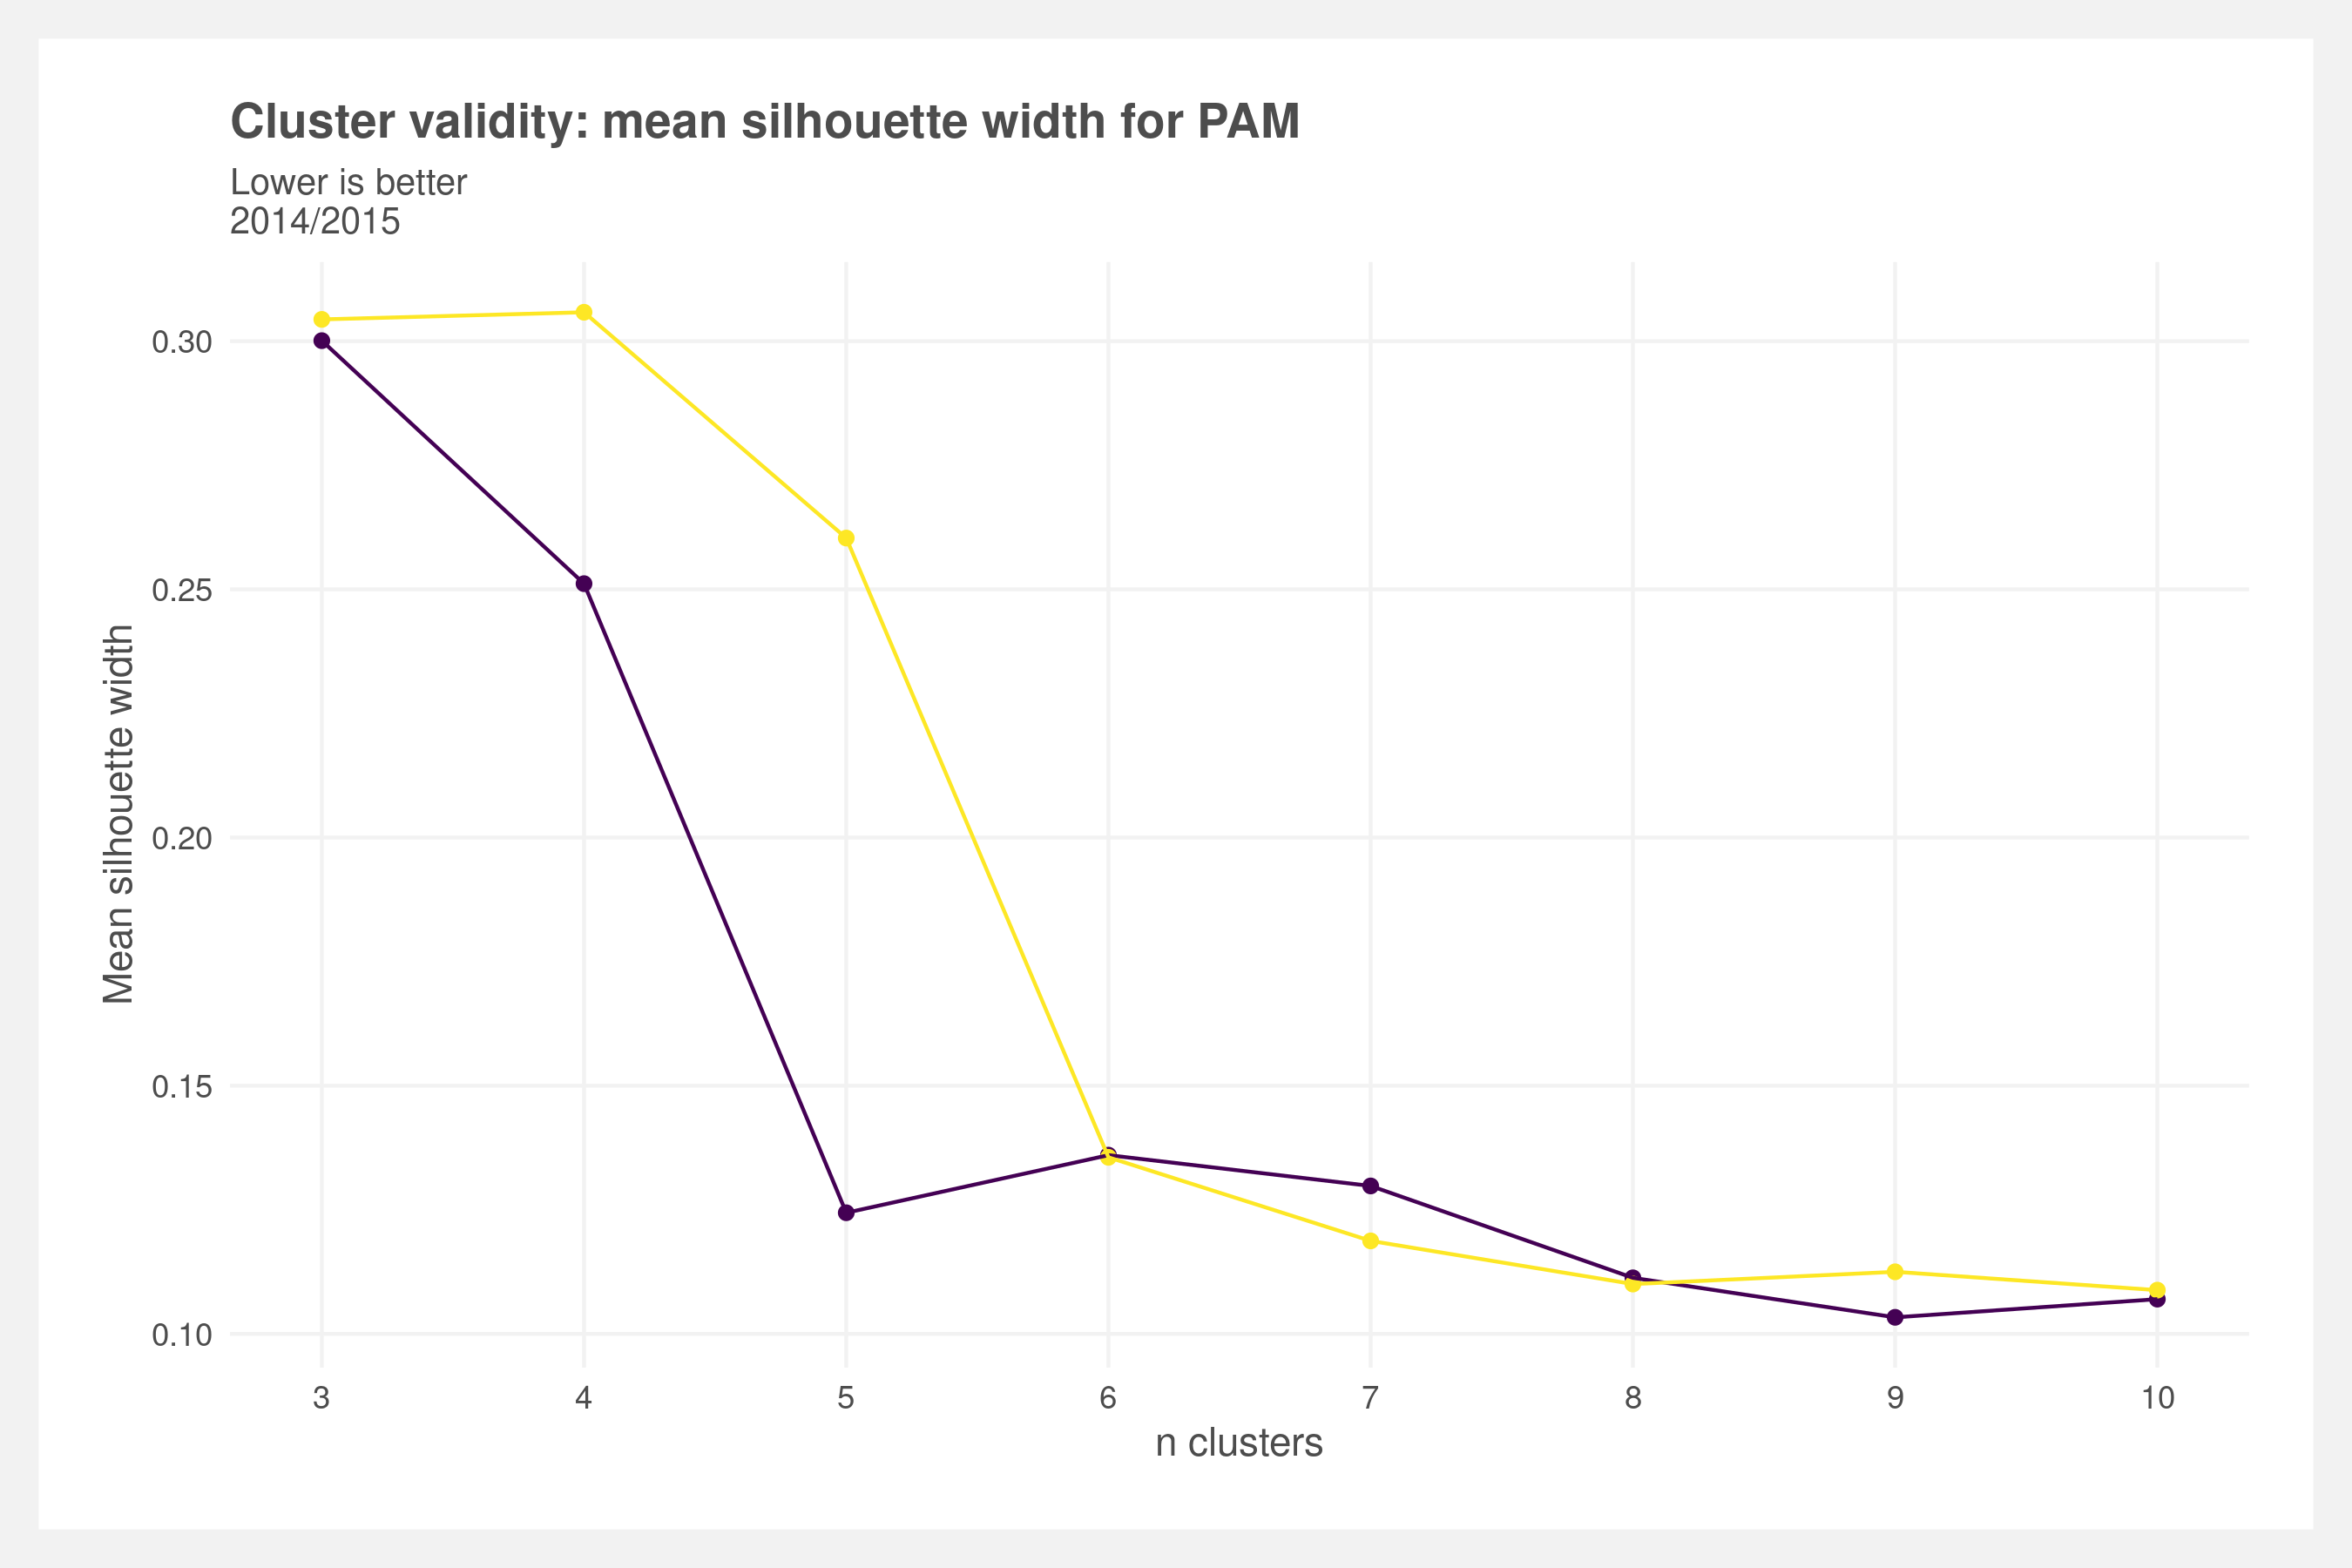 Cluster validity: mean silhouette width for PAM
Lower is better
2014/2015
Mean silhouette width
0.30
0.25
0.20
0.15
0.10
3 4 5 6 7 8 9 10
n clusters